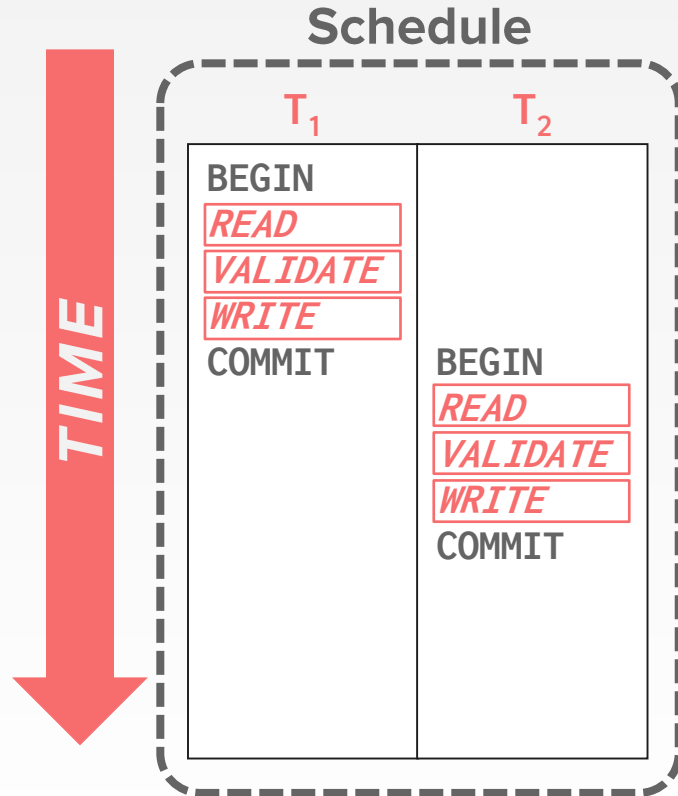 Schedule
TIME
T1 T2
BEGIN
READ
VALIDATE
WRITE
COMMIT BEGIN
READ
VALIDATE
WRITE
COMMIT